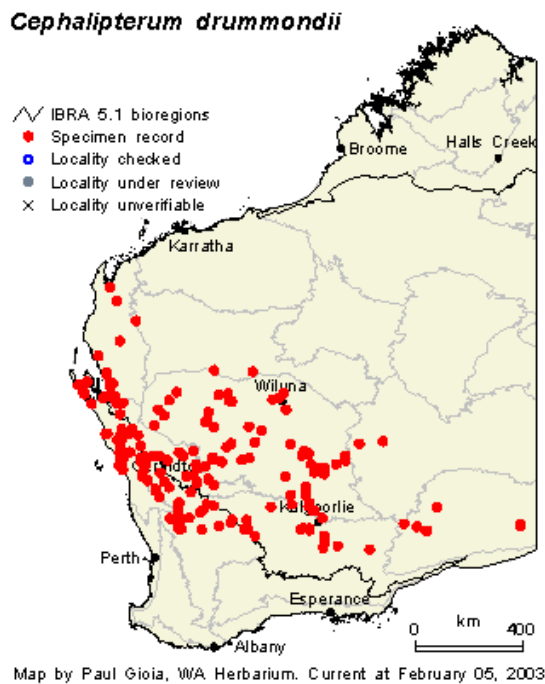 Cephalipterum drummondii
IBRA 5.1 bioregions
Specimen record
Locality checked
Locality under review
Locality unverifiable
Broome
Halls Creek
Karratha
Wiluna
Perth
Esperance
Albany
km
0 400
Map by Paul Gioia, WA Herbarium. Current at February 05, 2003